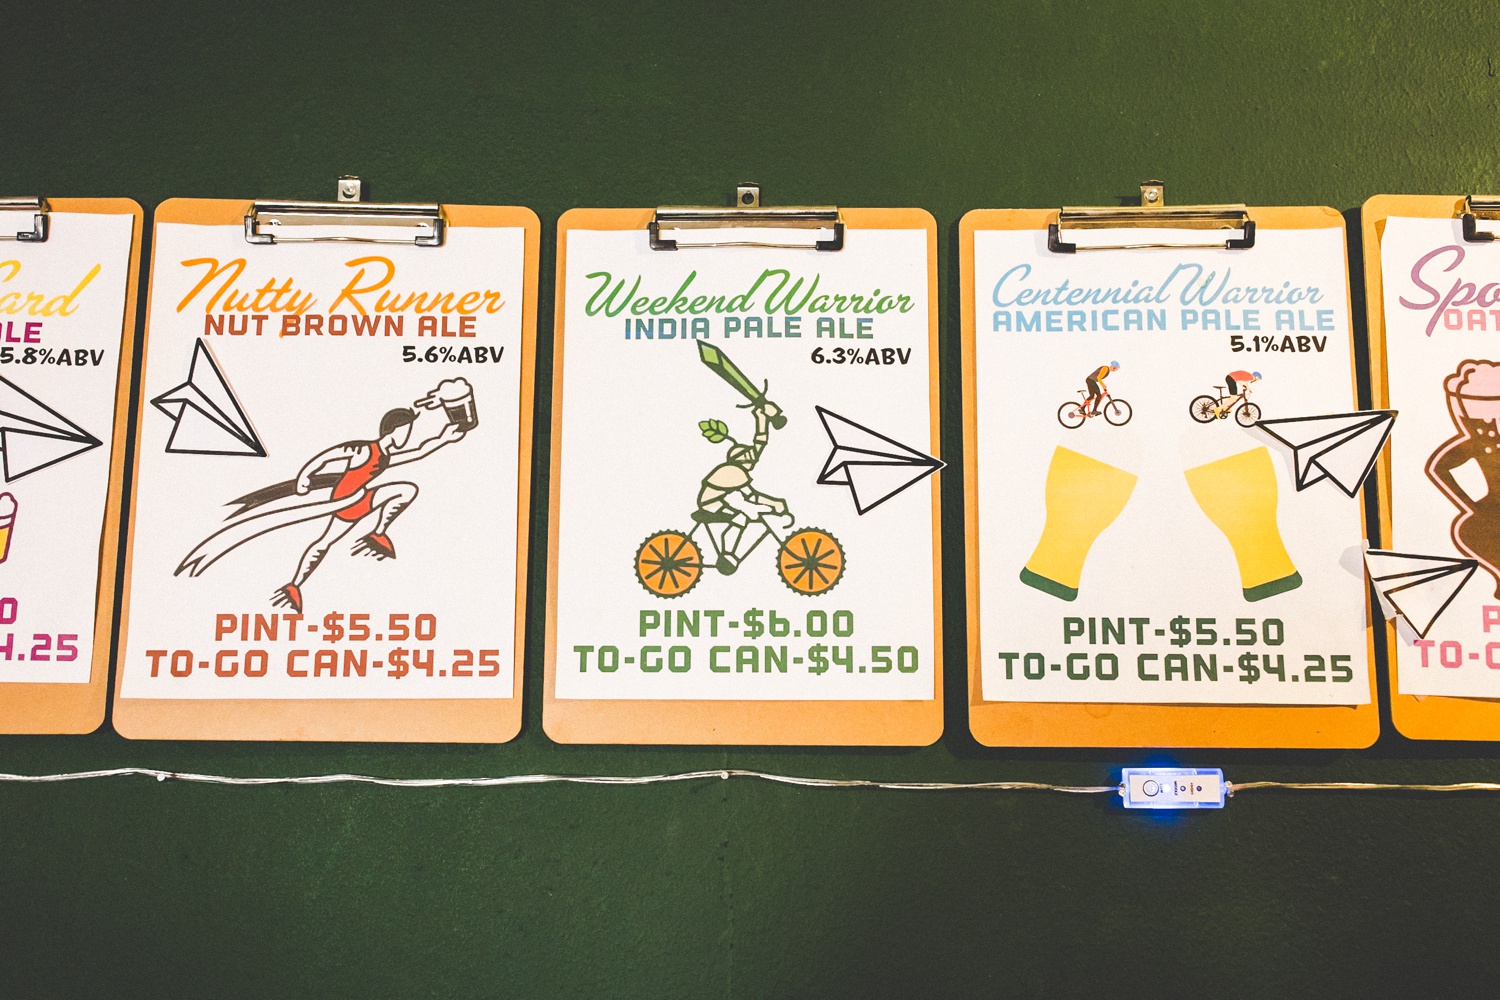 5.8%ABV
4.25
Nutty Runner
NUT BROWN ALE
5.6%ABV
PINT-$5.50
TO-GO CAN-$4.25
Weekend Warrior
INDIA PALE ALE
6.3%ABV
PINT-$6.00
TO-GO CAN-$4.50
Centennial Warrior
AMERICAN PALE ALE
5.1%ABV
PINT-$5.50
TO-GO CAN-$4.25